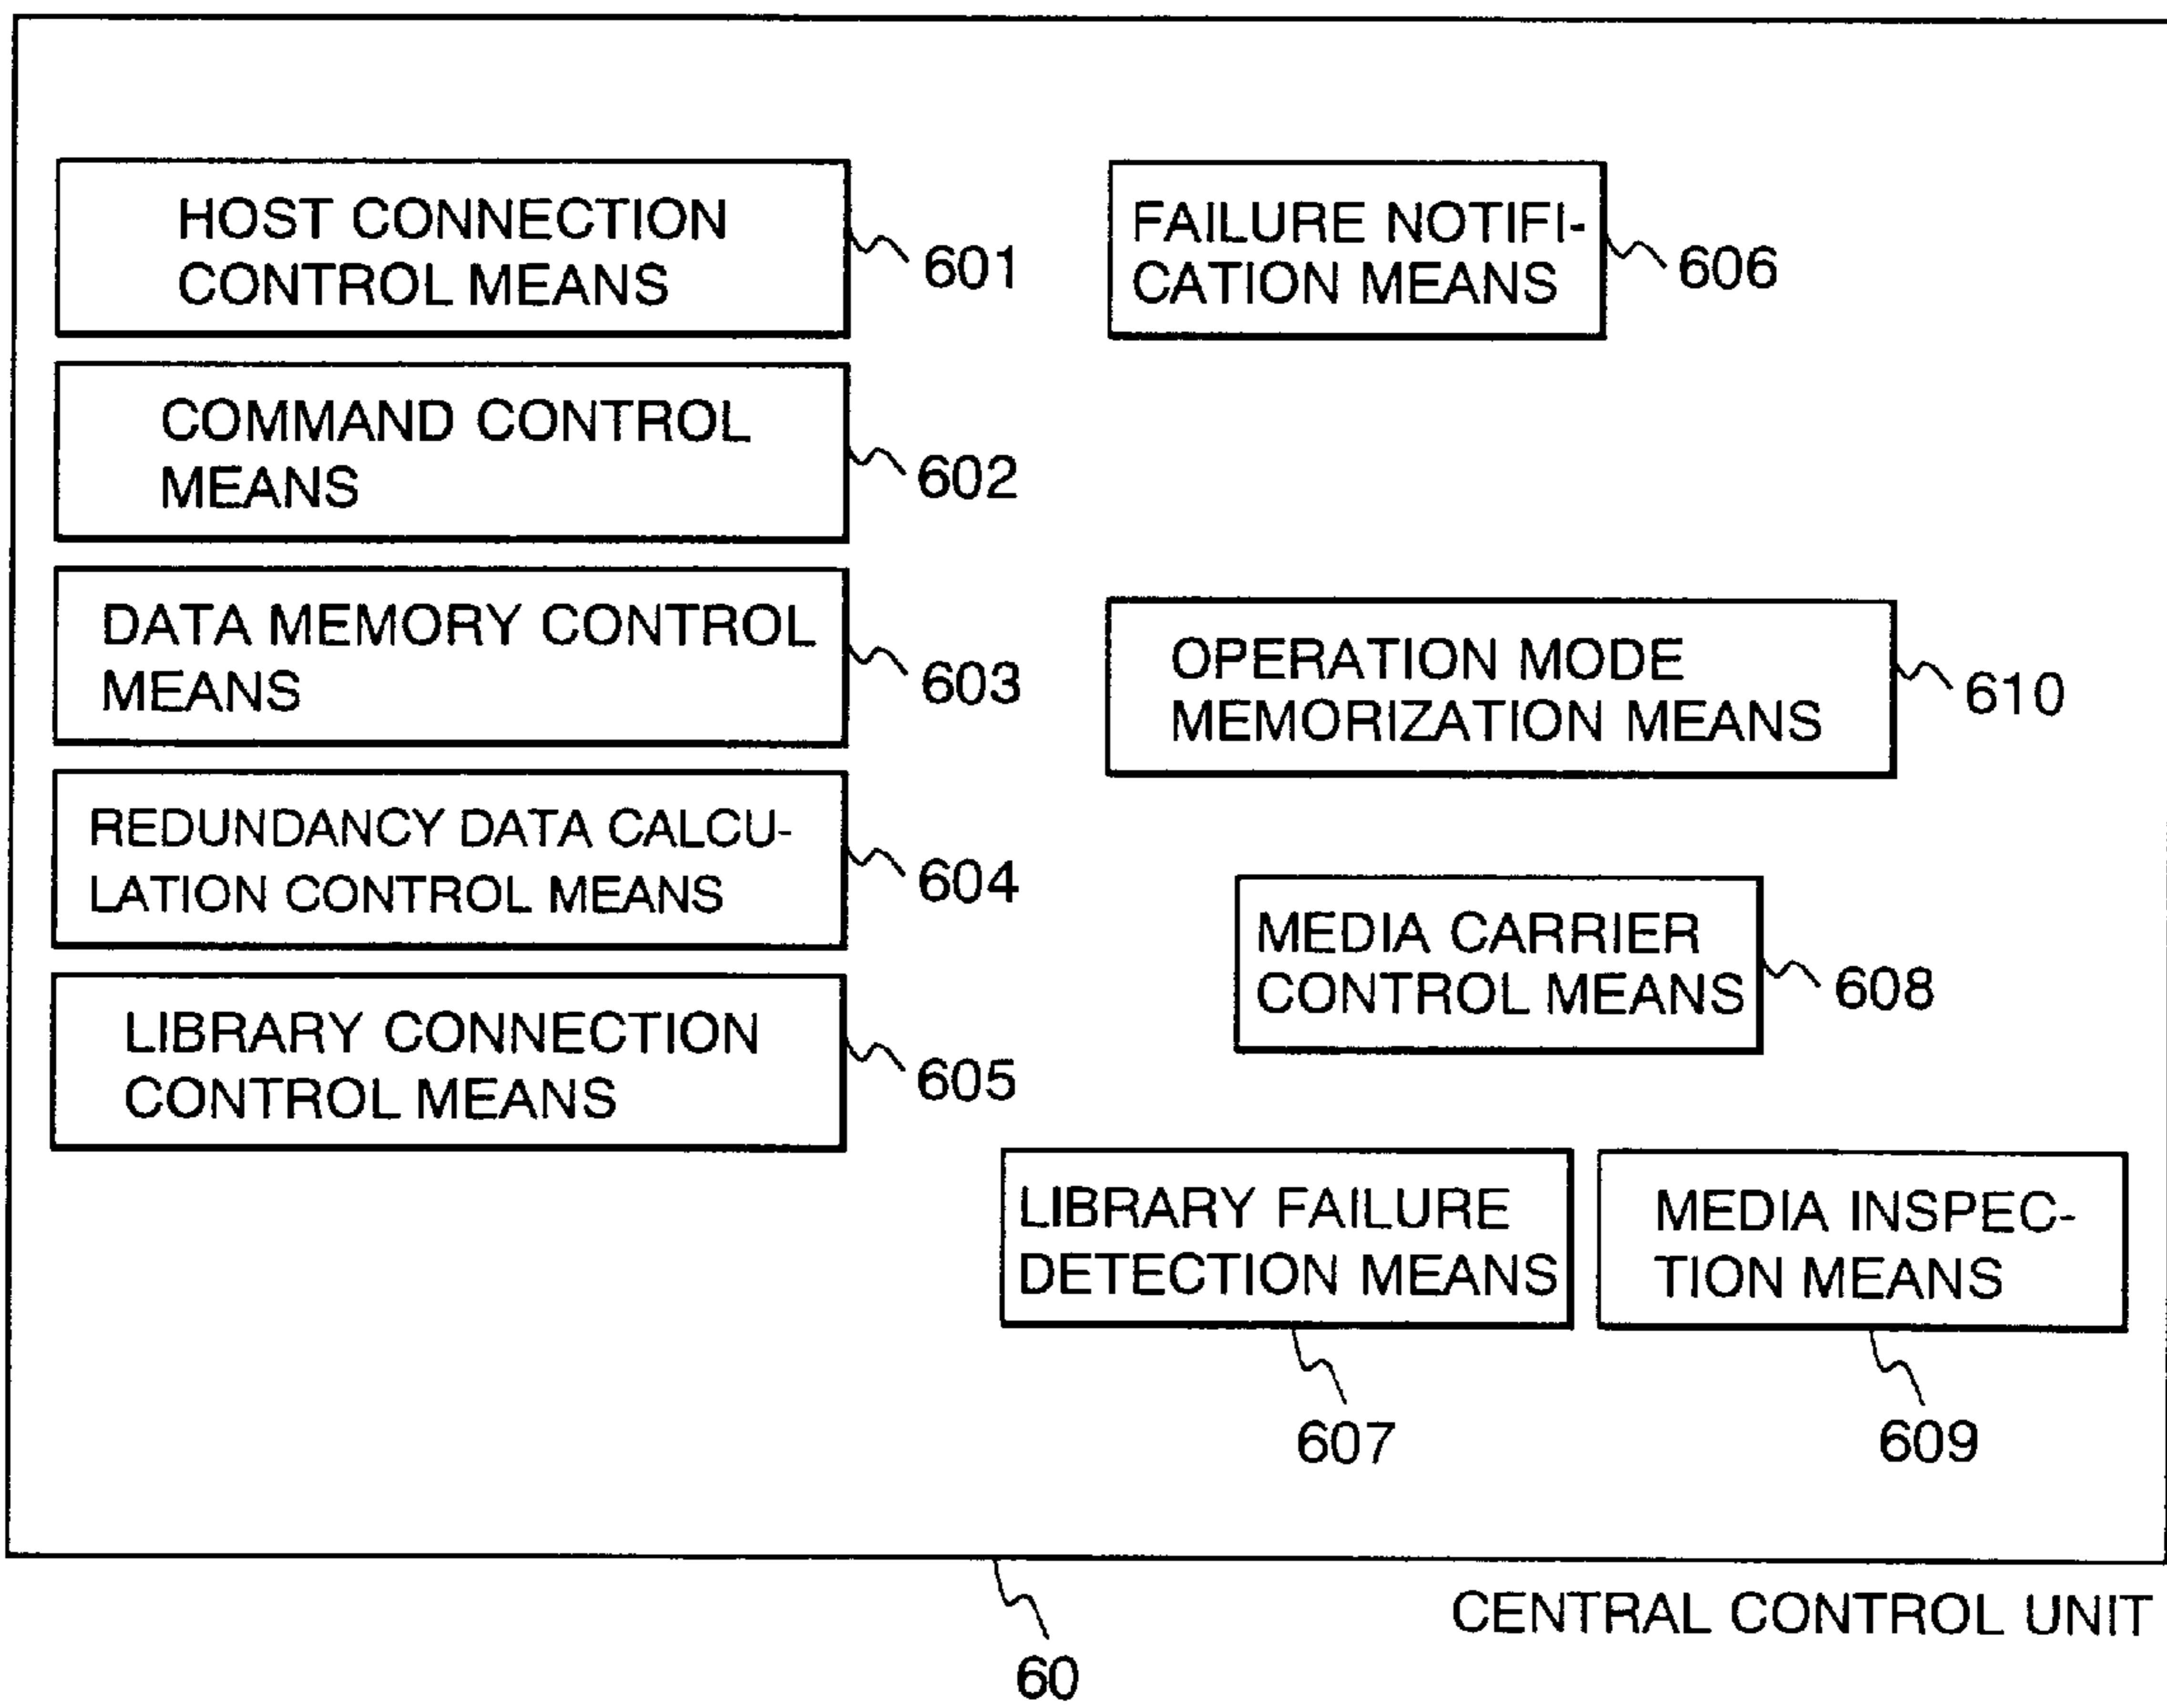 HOST CONNECTION
CONTROL MEANS
601
COMMAND CONTROL
MEANS
602
DATA MEMORY CONTROL
MEANS
603
REDUNDANCY DATA CALCU-
LATION CONTROL MEANS
604
LIBRARY CONNECTION
CONTROL MEANS
605
FAILURE NOTIFI-
CATION MEANS
606
OPERATION MODE
MEMORIZATION MEANS
610
MEDIA CARRIER
CONTROL MEANS
608
LIBRARY FAILURE
DETECTION MEANS
607
MEDIA INSPEC-
TION MEANS
609
CENTRAL CONTROL UNIT
60